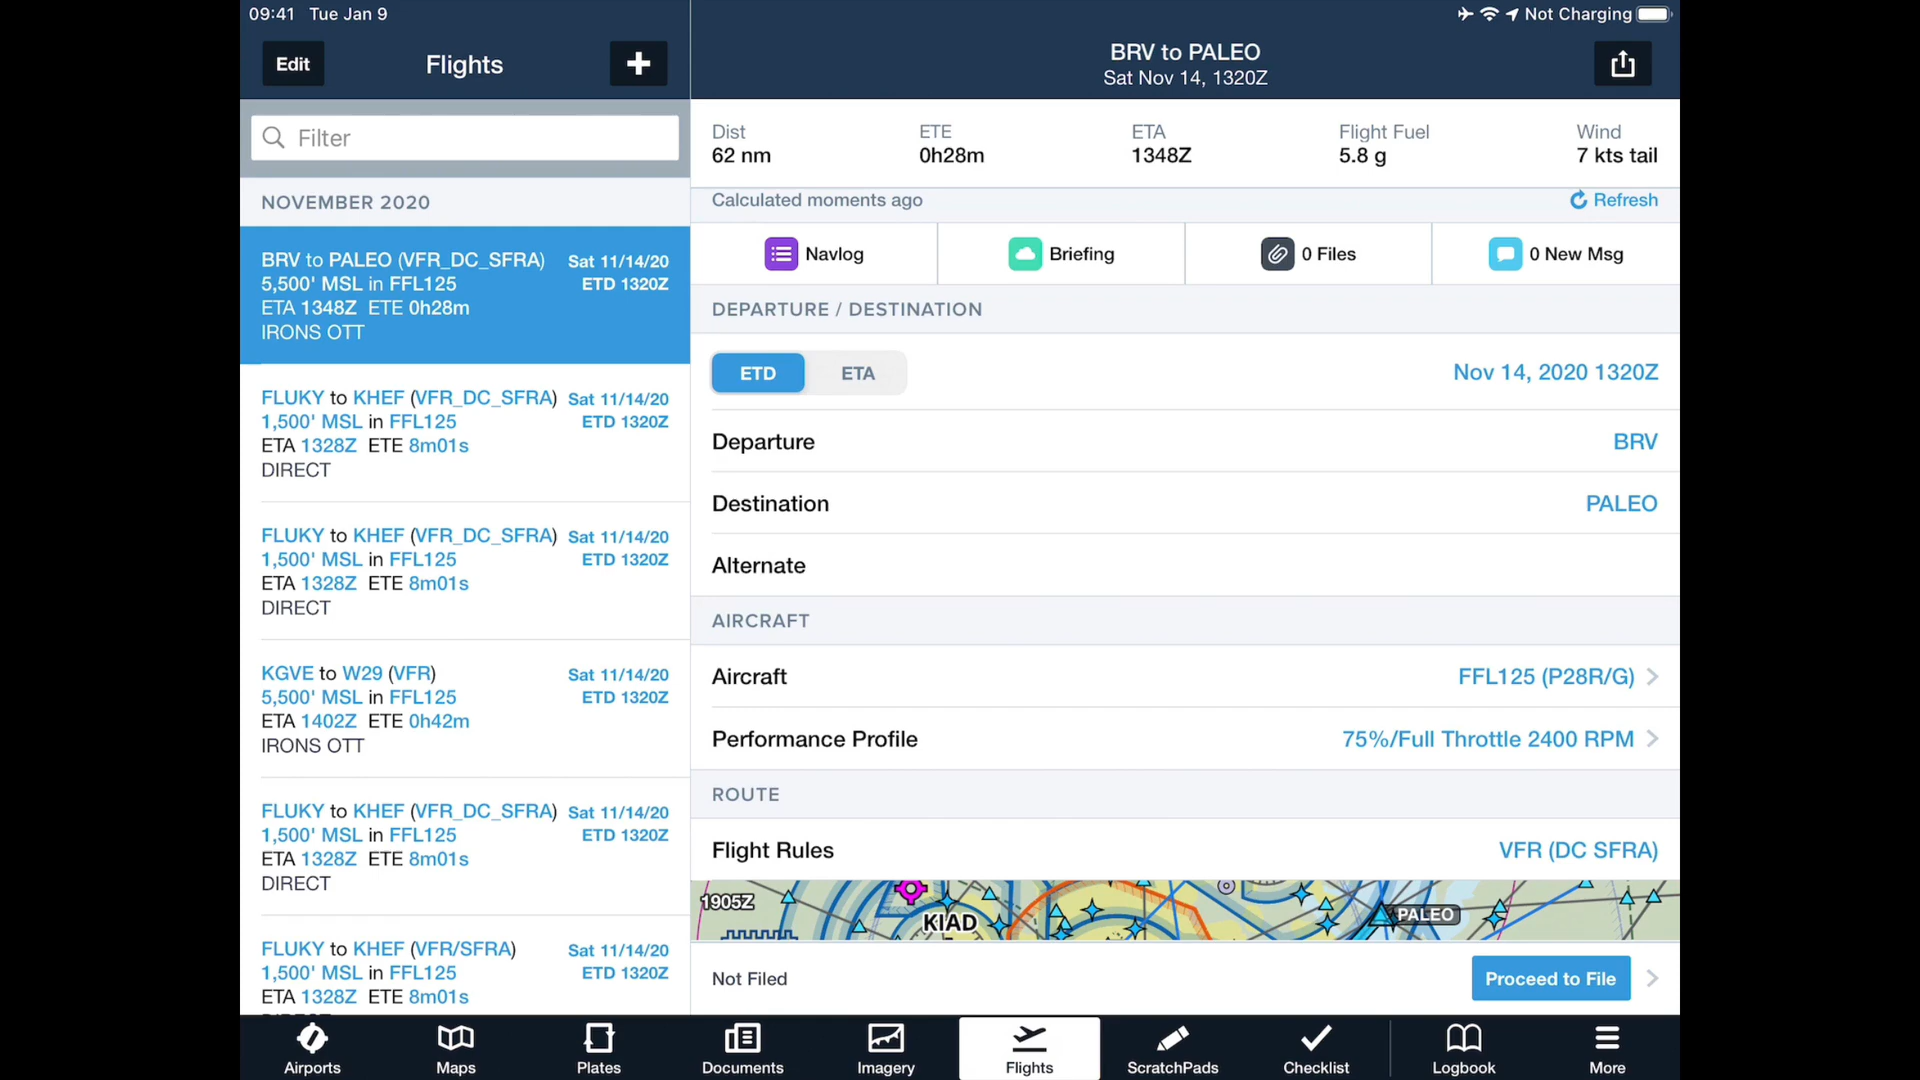 09:41 Tue Jan 9
Not Charging
Edit
Flights
BRV to PALEO
Sat Nov 14, 1320Z
Filter
NOVEMBER 2020
BRV to PALEO (VFR_DC_SFRA) Sat 11/14/20
5,500' MSL in FFL125 ETD 1320Z
ETA 1348Z ETE 0h28m
IRONS OTT
FLUKY to KHEF (VFR_DC_SFRA) Sat 11/14/20
1,500' MSL in FFL125 ETD 1320Z
ETA 1328Z ETE 8m01s
DIRECT
FLUKY to KHEF (VFR_DC_SFRA) Sat 11/14/20
1,500' MSL in FFL125 ETD 1320Z
ETA 1328Z ETE 8m01s
DIRECT
KGVE to W29 (VFR) Sat 11/14/20
5,500' MSL in FFL125 ETD 1320Z
ETA 1402Z ETE 0h42m
IRONS OTT
FLUKY to KHEF (VFR_DC_SFRA) Sat 11/14/20
1,500' MSL in FFL125 ETD 1320Z
ETA 1328Z ETE 8m01s
DIRECT
FLUKY to KHEF (VFR/SFRA) Sat 11/14/20
1,500' MSL in FFL125 ETD 1320Z
ETA 1328Z ETE 8m01s
Dist ETE ETA Flight Fuel Wind
62 nm 0h28m 1348Z 5.8 g 7 kts tail
Calculated moments ago Refresh
Navlog Briefing 0 Files 0 New Msg
DEPARTURE / DESTINATION
ETD ETA Nov 14, 2020 1320Z
Departure BRV
Destination PALEO
Alternate
AIRCRAFT
Aircraft FFL125 (P28R/G)
Performance Profile 75%/Full Throttle 2400 RPM
ROUTE
Flight Rules VFR (DC SFRA)
1905Z
KIAD
PALEO
Not Filed Proceed to File
Airports Maps Plates Documents Imagery Flights ScratchPads Checklist Logbook More